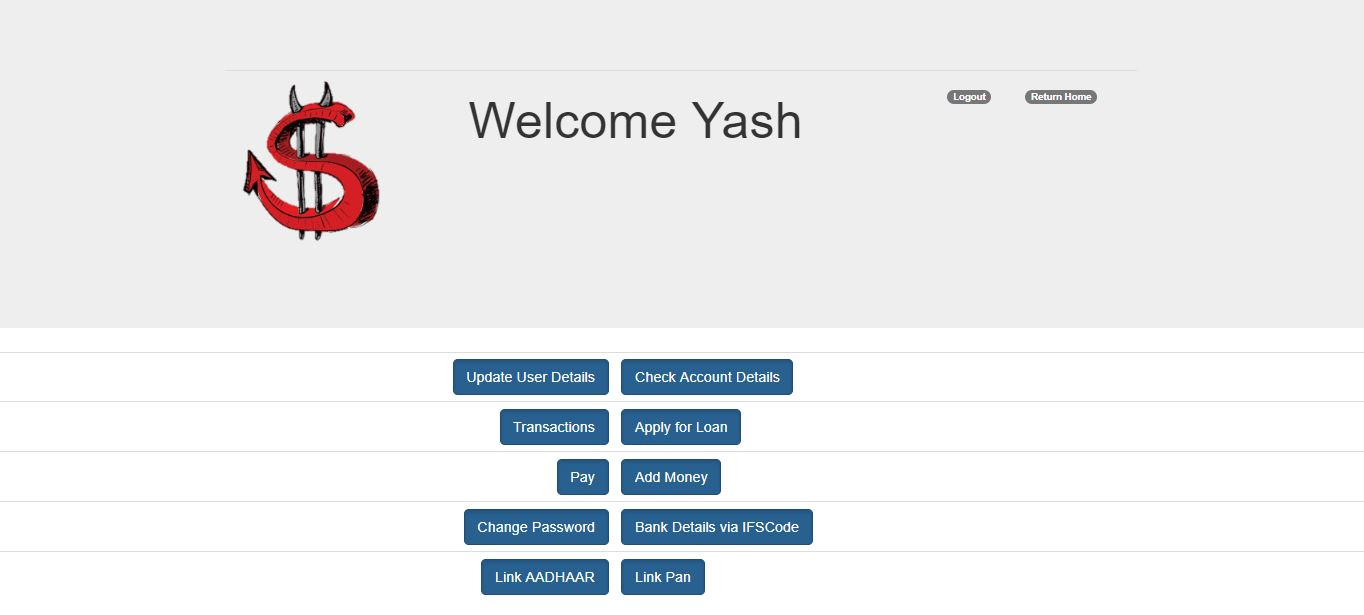 Welcome Yash
Logout
Return Home
Update User Details
Check Account Details
Transactions
Apply for Loan
Pay
Add Money
Change Password
Bank Details via IFSCode
Link AADHAAR
Link Pan